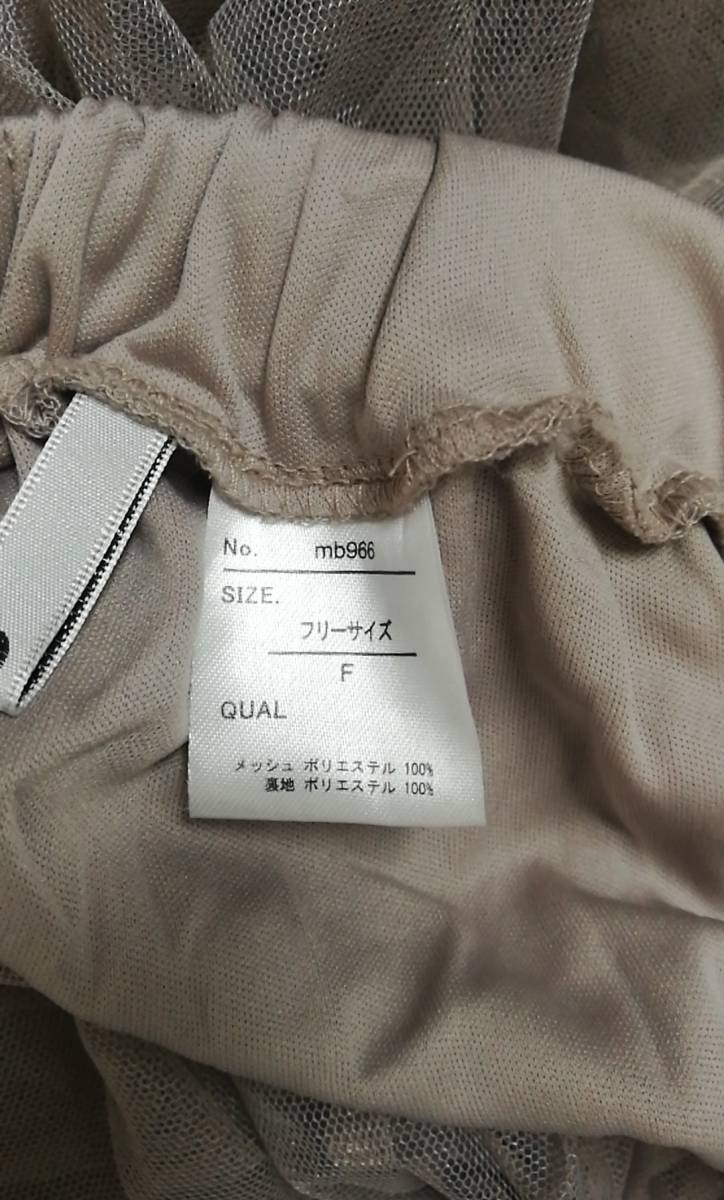 No. mb966
SIZE.
フリーサイズ
F
QUAL
メッシュ ポリエステル 100%
裏地 ポリエステル 100%